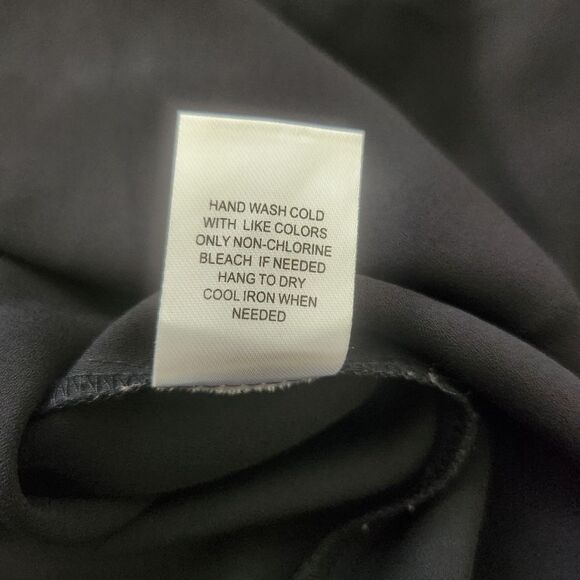 HAND WASH COLD
WITH LIKE COLORS
ONLY NON-CHLORINE
BLEACH IF NEEDED
HANG TO DRY
COOL IRON WHEN
NEEDED